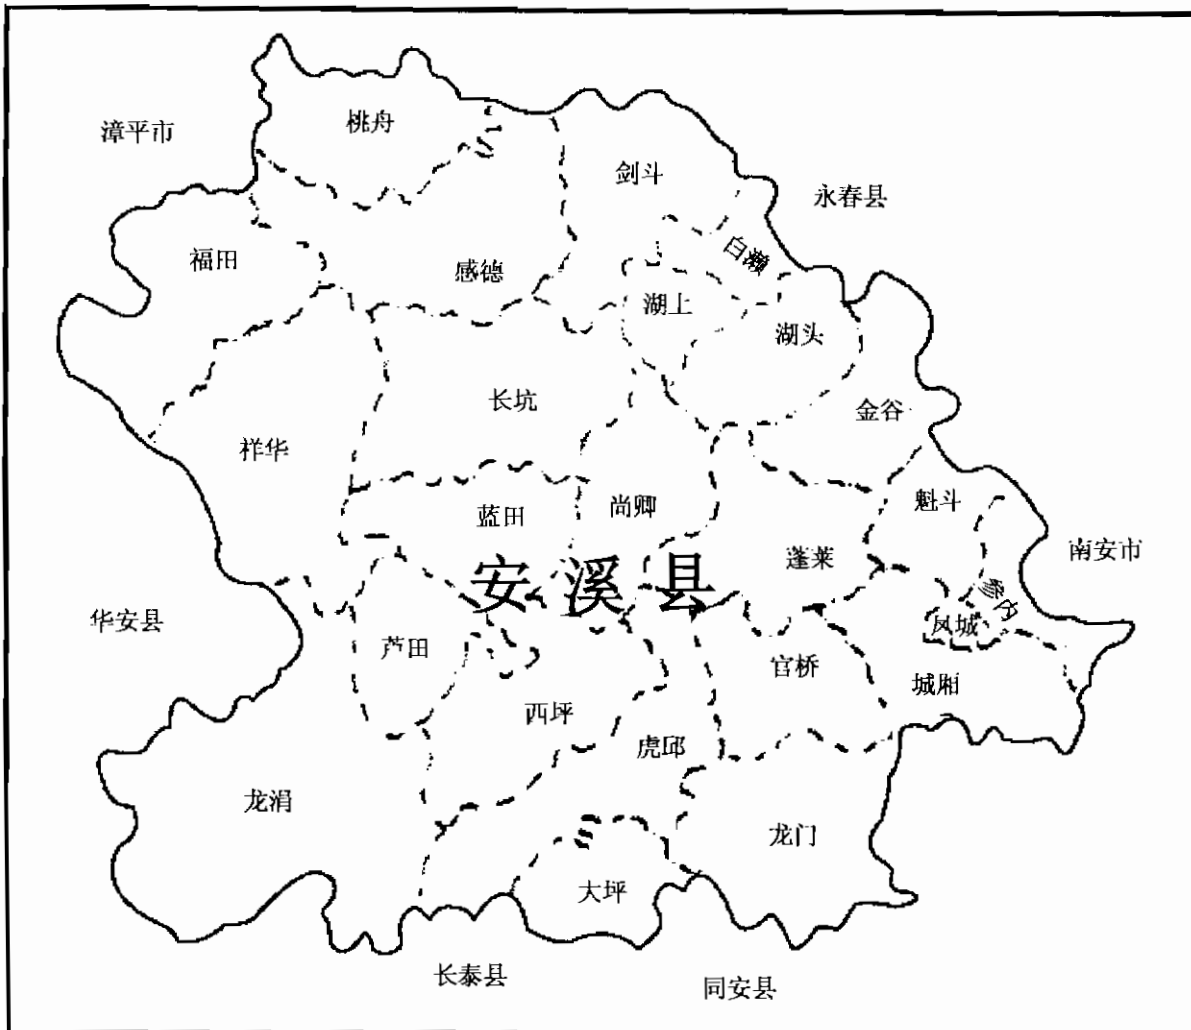 桃舟
漳平市
剑斗
永春县
白濑
福田
感德
湖上
湖头
长坑
金谷
祥华
魁斗
蓝田
尚卿
南安市
蓬莱
安溪县
参内
华安县
凤城
芦田
官桥
城厢
西坪
虎邱
龙涓
龙门
大坪
长泰县
同安县